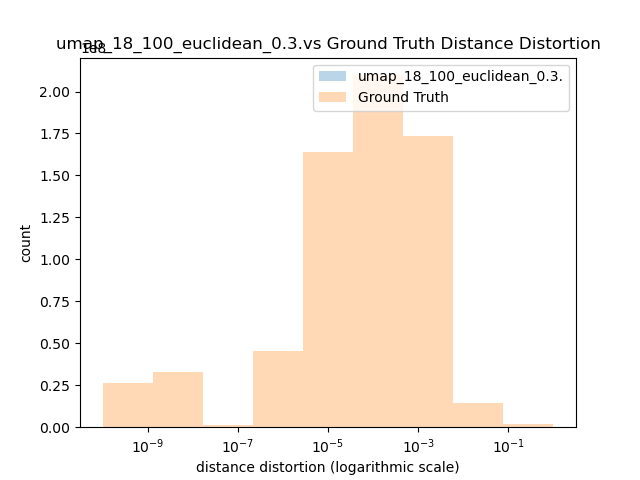 umap_18_100_euclidean_0.3.vs Ground Truth Distance Distortion
1e8
umap_18_100_euclidean_0.3.
Ground Truth
2.00
1.75
1.50
1.25
1.00
0.75
0.50
0.25
0.00
count
10⁻⁹ 10⁻⁷ 10⁻⁵ 10⁻³ 10⁻¹
distance distortion (logarithmic scale)